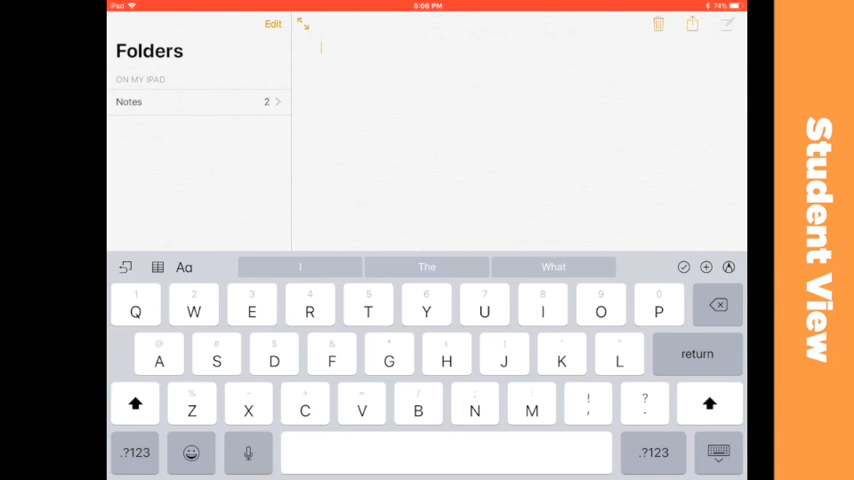 iPad 5:06 PM 74%
Edit
Folders
ON MY IPAD
Notes 2
Aa I The What
1 2 3 4 5 6 7 8 9 0
Q W E R T Y U I O P
@ # $ & * ( ) ' "
A S D F G H J K L return
% - + = / ; : ! ?
Z X C V B N M , .
.?123 .?123
Student View